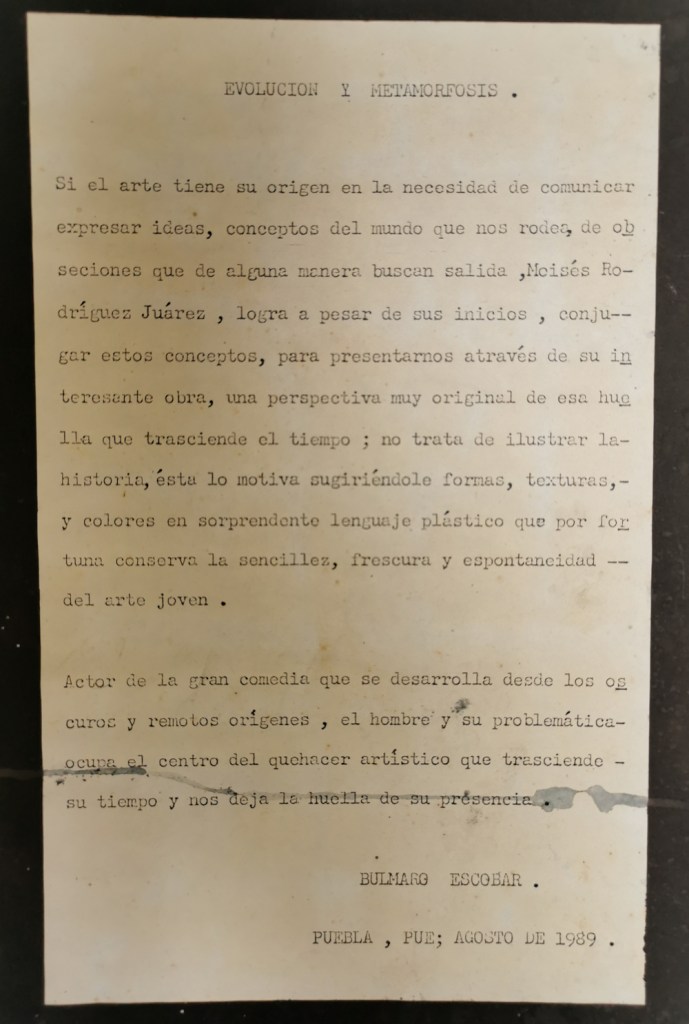 EVOLUCION Y METAMORFOSIS .
Si el arte tiene su origen en la necesidad de comunicar
expresar ideas, conceptos del mundo que nos rodea, de ob
seciones que de alguna manera buscan salida ,Moisés Ro-
dríguez Juárez , logra a pesar de sus inicios , conju--
gar estos conceptos, para presentarnos através de su in
teresante obra, una perspectiva muy original de esa hue
lla que trasciende el tiempo ; no trata de ilustrar la-
historia, ésta lo motiva sugiriéndole formas, texturas,-
y colores en sorprendente lenguaje plástico que por for
tuna conserva la sencillez, frescura y espontaneidad --
del arte joven .
Actor de la gran comedia que se desarrolla desde los os
curos y remotos orígenes , el hombre y su problemática-
ocupa el centro del quehacer artístico que trasciende -
su tiempo y nos deja la huella de su presencia .
BULMARO ESCOBAR .
PUEBLA , PUE; AGOSTO DE 1989 .